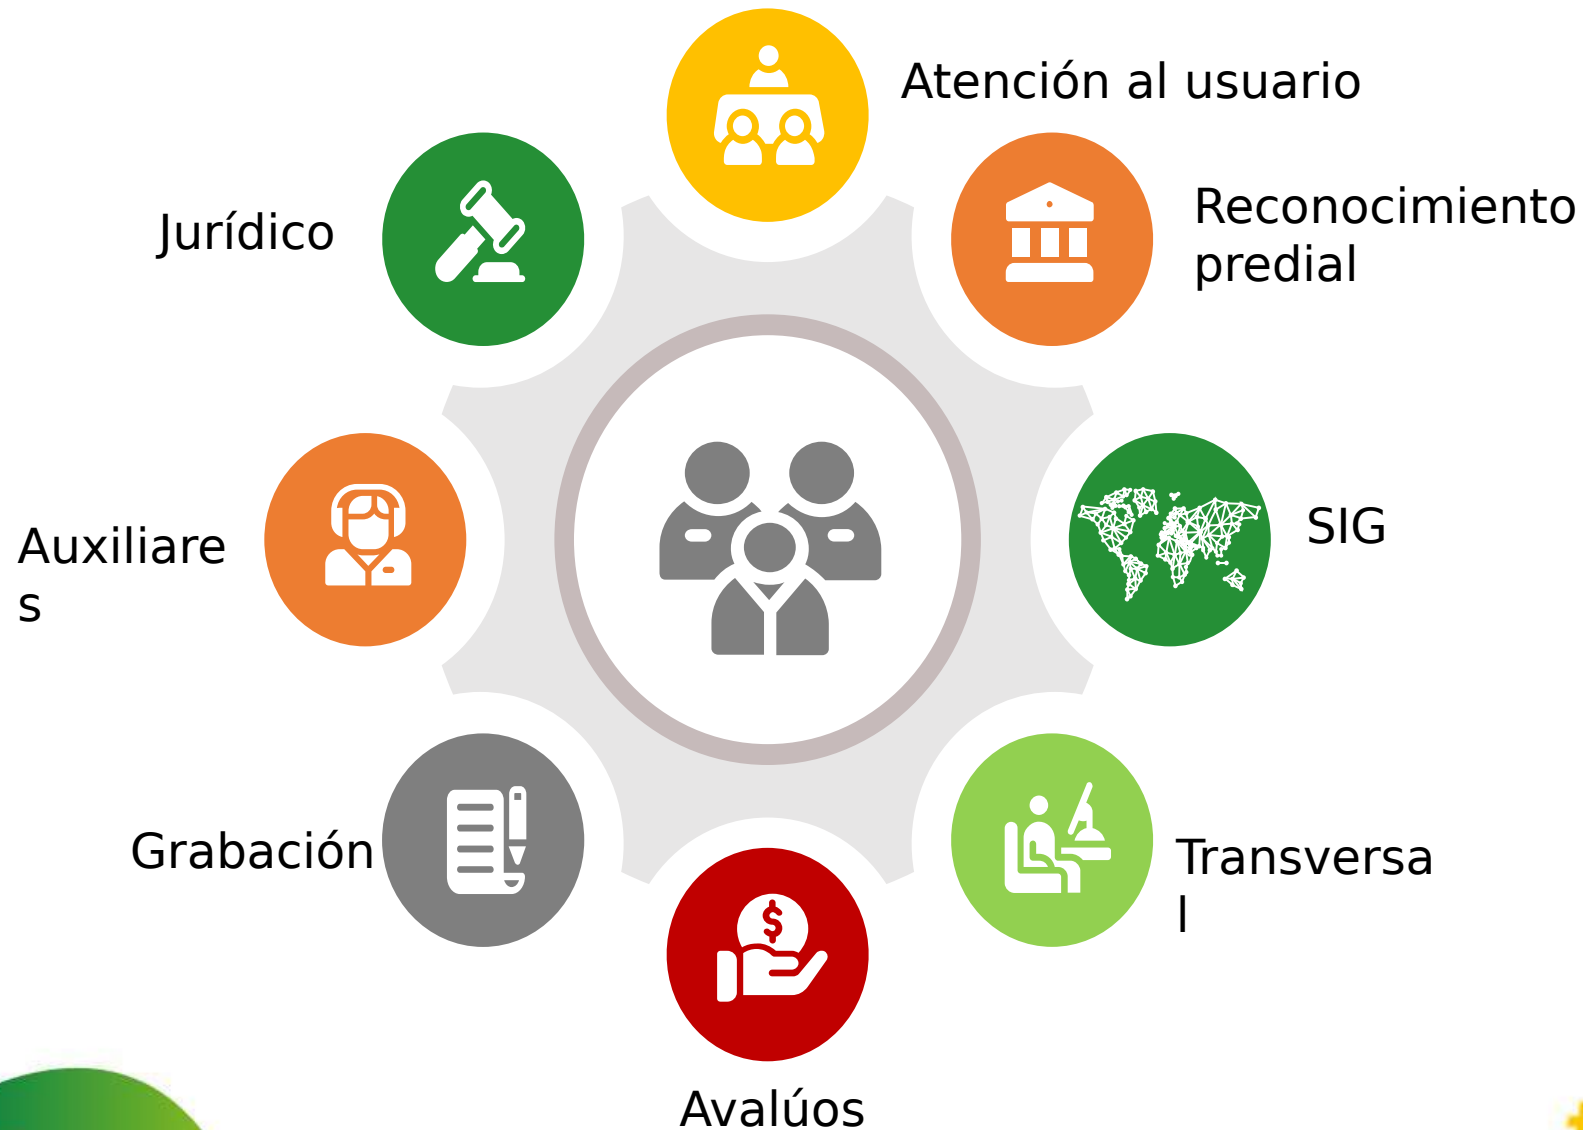 Atención al usuario
Reconocimiento
predial
Jurídico
SIG
Auxiliare
s
Grabación
Transversa
l
Avalúos
$